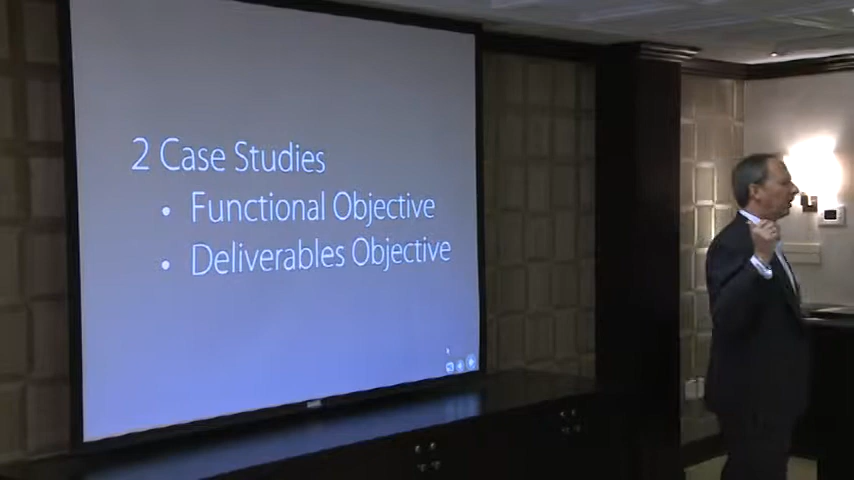 2 Case Studies
• Functional Objective
• Deliverables Objective